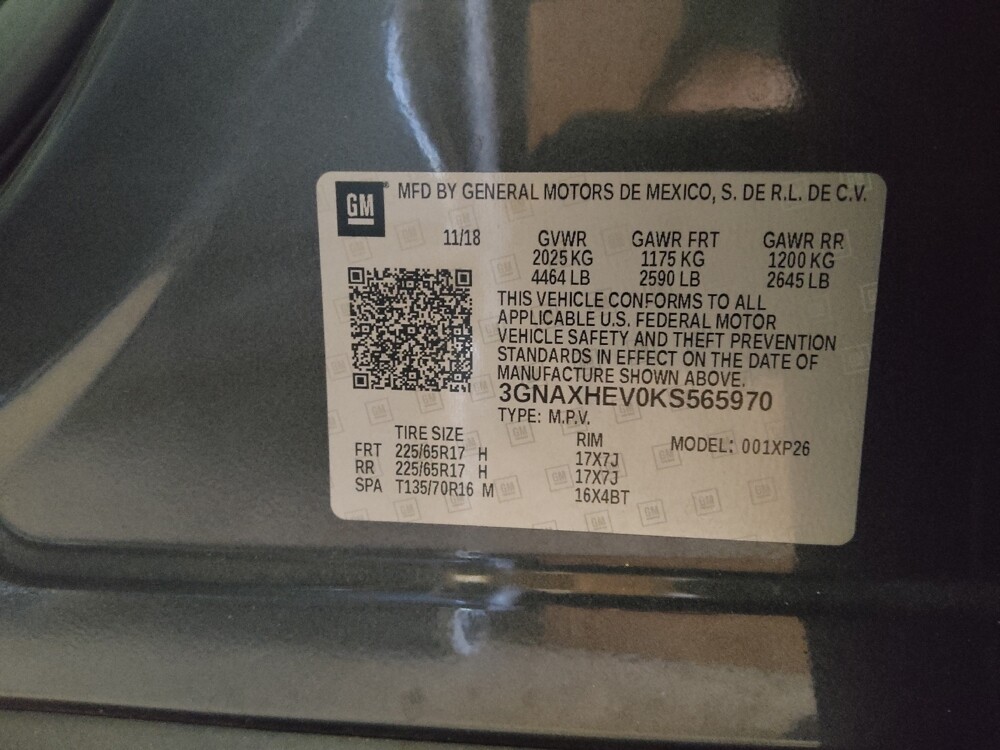 GM
MFD BY GENERAL MOTORS DE MEXICO, S. DE R.L. DE C.V.
11/18 GVWR GAWR FRT GAWR RR
2025 KG 1175 KG 1200 KG
4464 LB 2590 LB 2645 LB
THIS VEHICLE CONFORMS TO ALL
APPLICABLE U.S. FEDERAL MOTOR
VEHICLE SAFETY AND THEFT PREVENTION
STANDARDS IN EFFECT ON THE DATE OF
MANUFACTURE SHOWN ABOVE.
3GNAXHEV0KS565970
TYPE: M.P.V.
TIRE SIZE RIM MODEL: 001XP26
FRT 225/65R17 H 17X7J
RR 225/65R17 H 17X7J
SPA T135/70R16 M 16X4BT